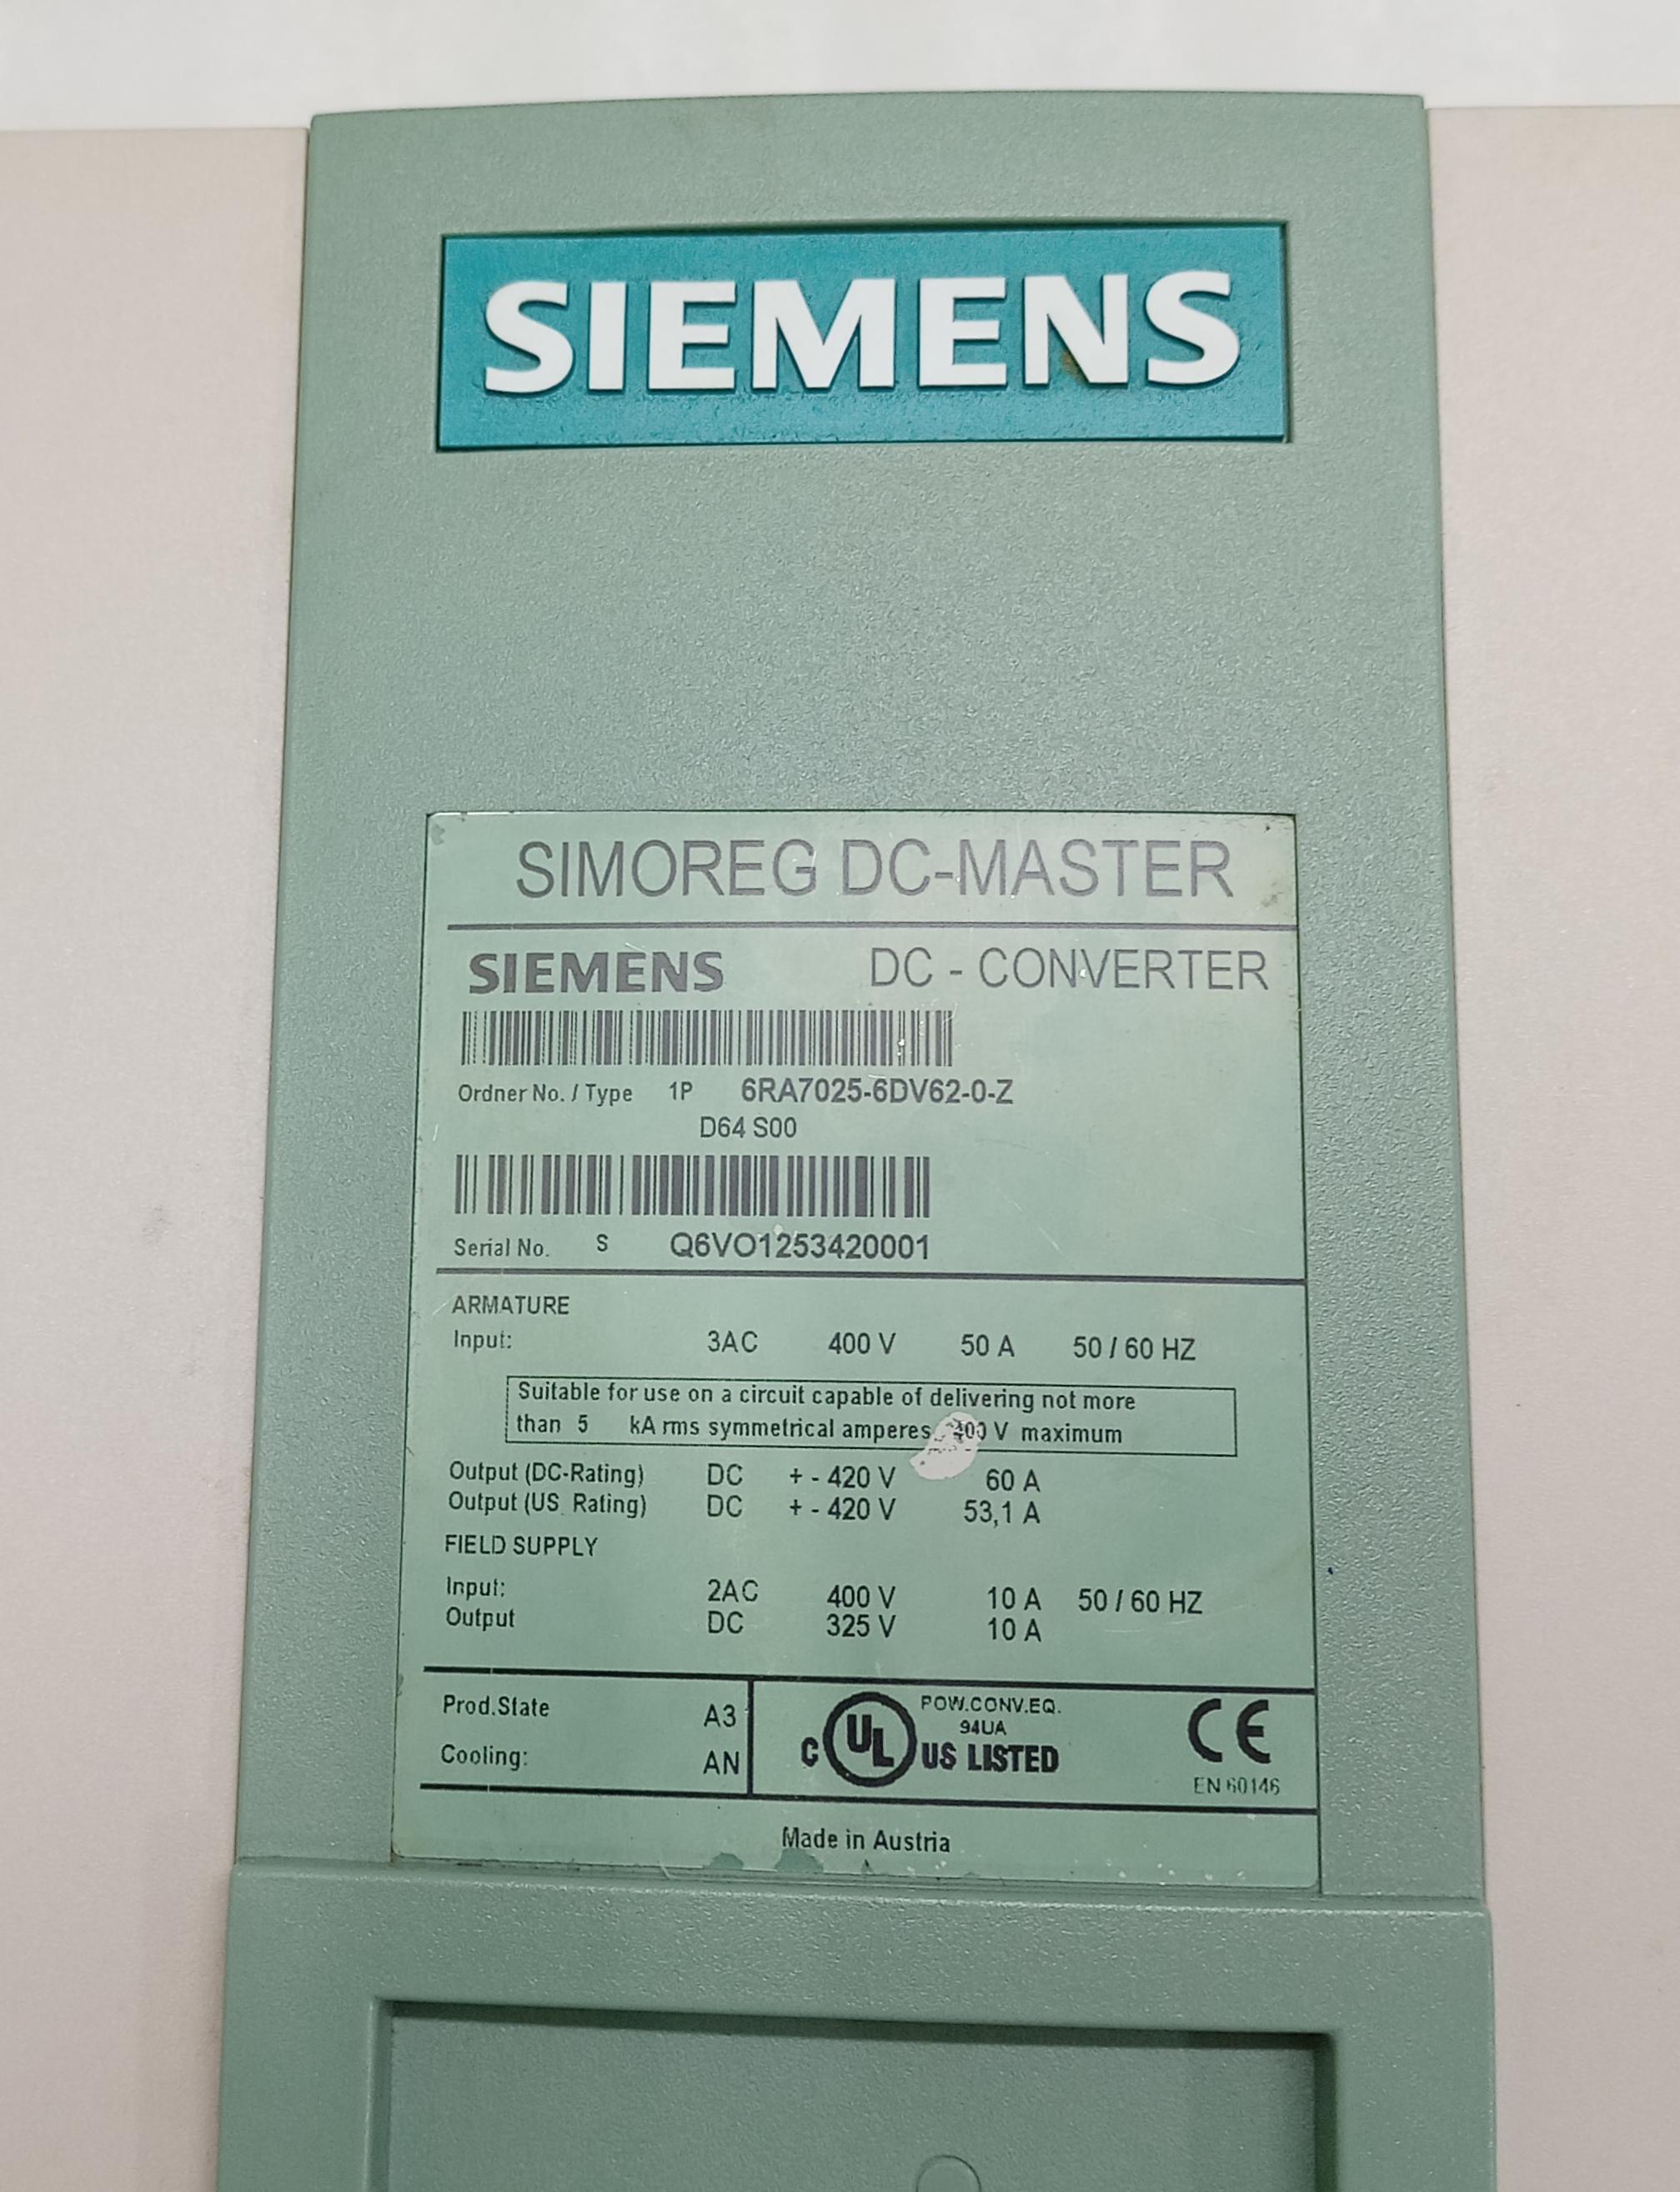 SIEMENS
SIMOREG DC-MASTER
SIEMENS DC - CONVERTER
Ordner No. / Type 1P 6RA7025-6DV62-0-Z
D64 S00
Serial No. S Q6VO1253420001
ARMATURE
Input: 3AC 400 V 50 A 50 / 60 HZ
Suitable for use on a circuit capable of delivering not more
than 5 kA rms symmetrical amperes 400 V maximum
Output (DC-Rating) DC + - 420 V 60 A
Output (US. Rating) DC + - 420 V 53,1 A
FIELD SUPPLY
Input: 2AC 400 V 10 A 50 / 60 HZ
Output DC 325 V 10 A
Prod.State A3
Cooling: AN
POW.CONV.EQ.
94UA
C UL US LISTED
CE
EN 60146
Made in Austria